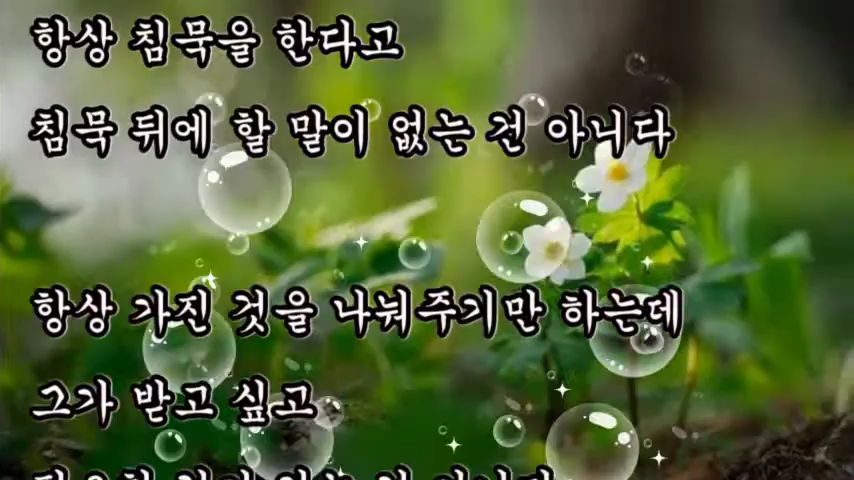 항상 침묵을 한다고
침묵 뒤에 할 말이 없는 건 아니다
항상 가진 것을 나눠주기만 하는데
그가 받고 싶고